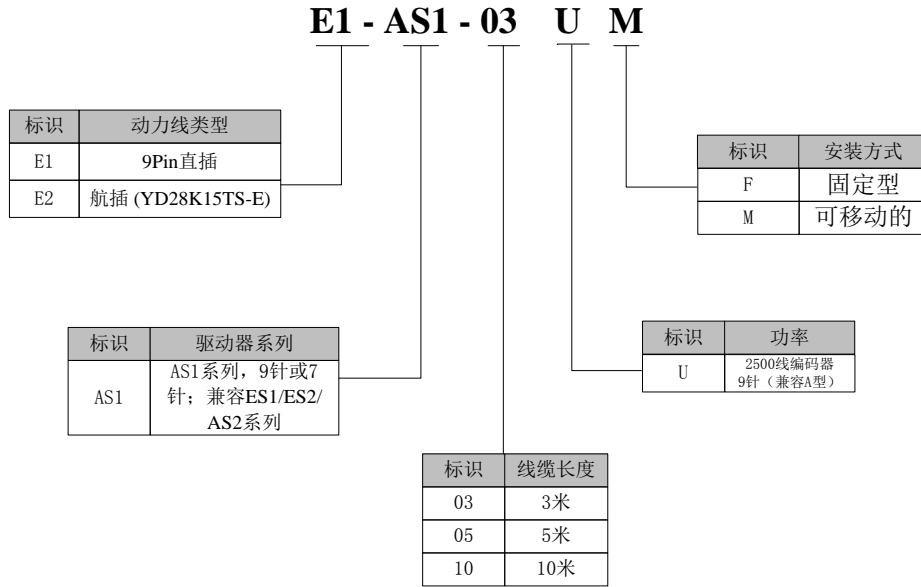 E1 - AS1 - 03 U M
标识 动力线类型
E1 9Pin直插
E2 航插 (YD28K15TS-E)
标识 安装方式
F 固定型
M 可移动的
标识 驱动器系列
AS1 AS1系列，9针或7
针；兼容ES1/ES2/
AS2系列
标识 功率
U 2500线编码器
9针（兼容A型）
标识 线缆长度
03 3米
05 5米
10 10米